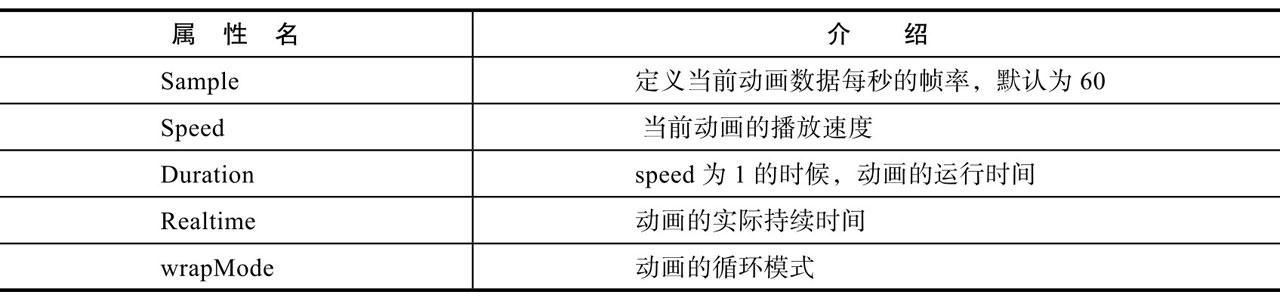 属 性 名 介 绍
Sample 定义当前动画数据每秒的帧率，默认为 60
Speed 当前动画的播放速度
Duration speed 为 1 的时候，动画的运行时间
Realtime 动画的实际持续时间
wrapMode 动画的循环模式